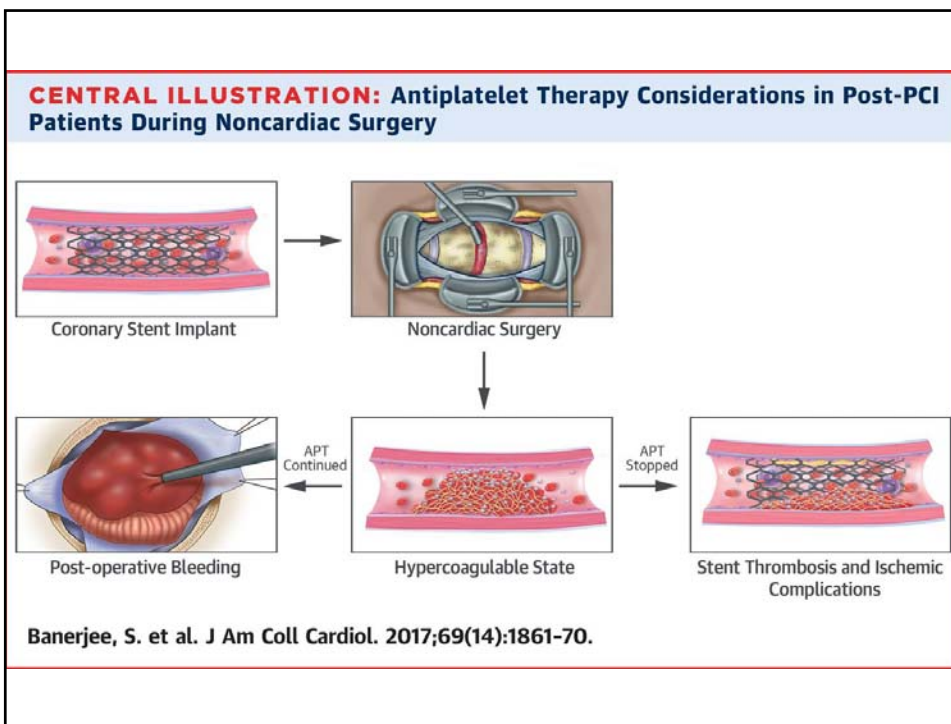 CENTRAL ILLUSTRATION: Antiplatelet Therapy Considerations in Post-PCI
Patients During Noncardiac Surgery
Coronary Stent Implant
Noncardiac Surgery
APT
Continued
APT
Stopped
Post-operative Bleeding
Hypercoagulable State
Stent Thrombosis and Ischemic
Complications
Banerjee, S. et al. J Am Coll Cardiol. 2017;69(14):1861-70.